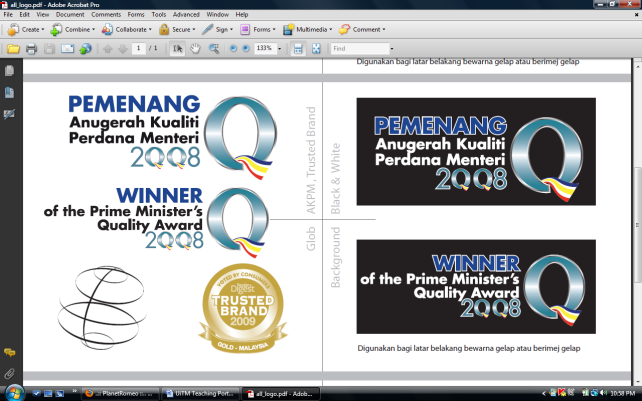 all_logo.pdf - Adobe Acrobat Pro
File Edit View Document Comments Forms Tools Advanced Window Help
Create Combine Collaborate Secure Sign Forms Multimedia Comment
1 / 1 133% Find
Digunakan bagi latar belakang bewarna gelap atau berimej gelap
PEMENANG
Anugerah Kualiti
Perdana Menteri
2008
WINNER
of the Prime Minister's
Quality Award
2008
AKPM, Trusted Brand
Glob
Black & White
Background
VOTED BY CONSUMERS
Digest
TRUSTED
BRAND
2009
GOLD - MALAYSIA
PEMENANG
Anugerah Kualiti
Perdana Menteri
2008
WINNER
of the Prime Minister's
Quality Award
2008
Digunakan bagi latar belakang bewarna gelap atau berimej gelap
PlanetRomeo
UiTM Teaching Port...
all_logo.pdf - Adob...
10:38 PM